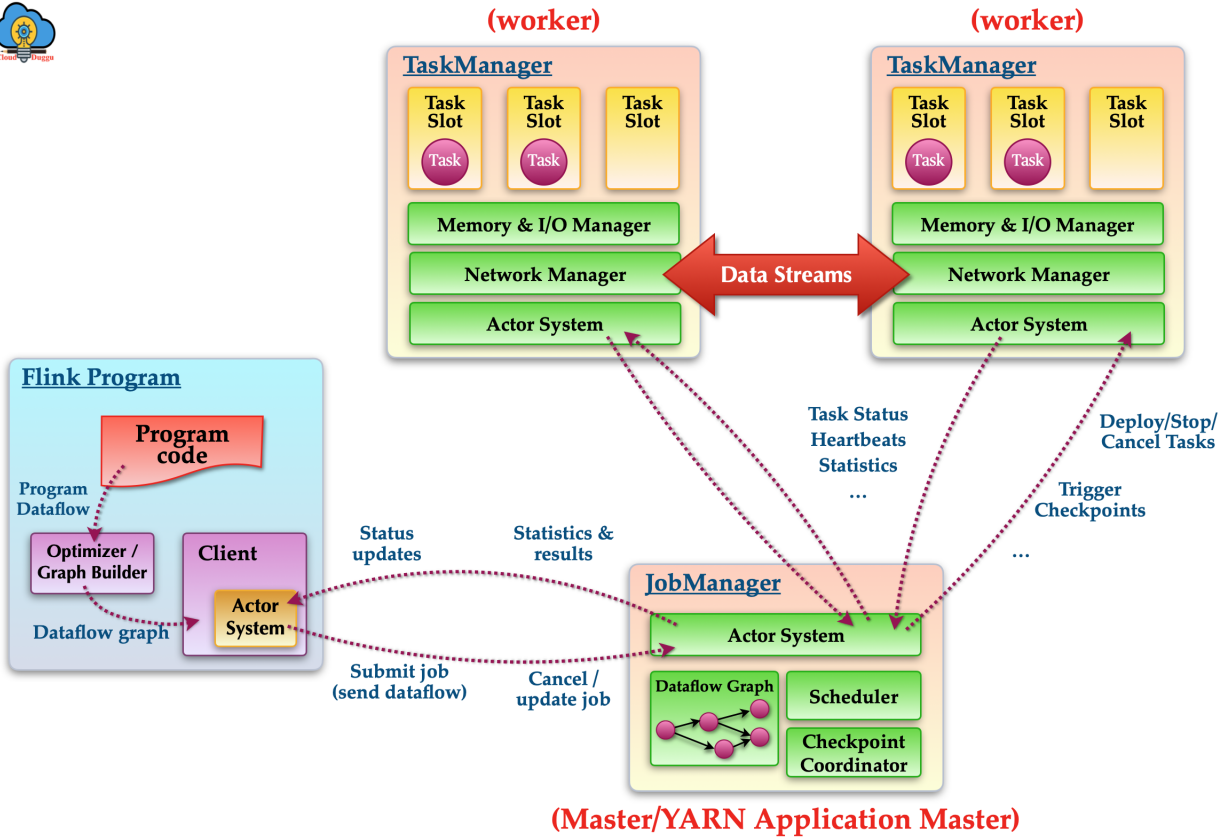 Cloud Duggu
(worker)
(worker)
TaskManager
Task
Slot
Task
Task
Slot
Task
Task
Slot
Memory & I/O Manager
Network Manager
Actor System
Data Streams
TaskManager
Task
Slot
Task
Task
Slot
Task
Task
Slot
Memory & I/O Manager
Network Manager
Actor System
Flink Program
Program
code
Program
Dataflow
Optimizer /
Graph Builder
Client
Actor
System
Dataflow graph
Status
updates
Statistics &
results
Submit job
(send dataflow)
Cancel /
update job
Task Status
Heartbeats
Statistics
...
Deploy/Stop/
Cancel Tasks
Trigger
Checkpoints
...
JobManager
Actor System
Dataflow Graph
Scheduler
Checkpoint
Coordinator
(Master/YARN Application Master)